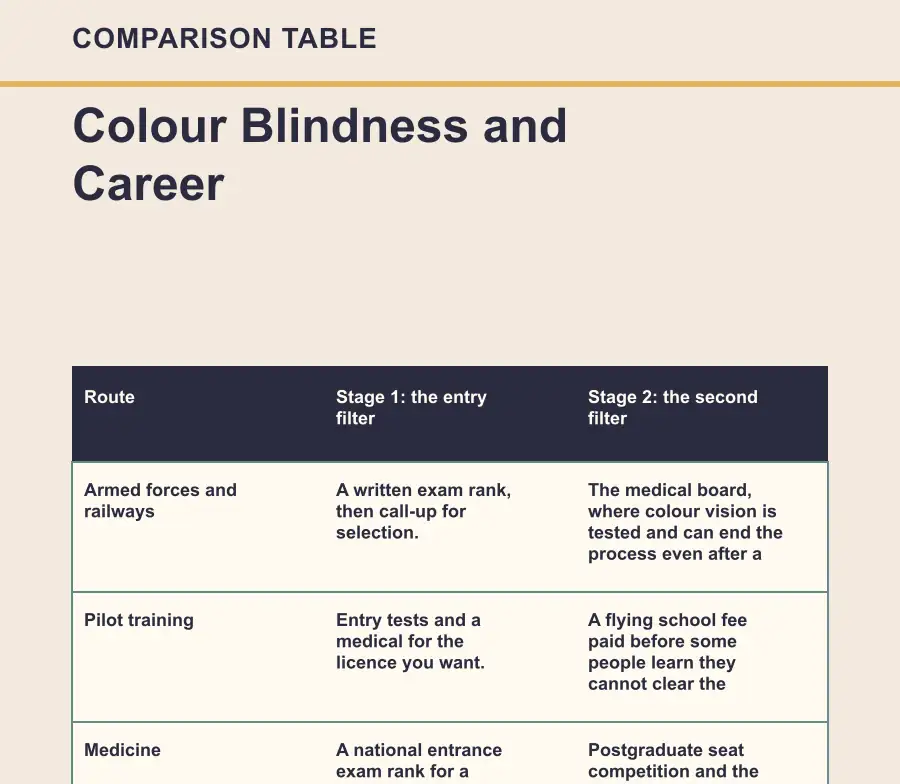 COMPARISON TABLE
Colour Blindness and
Career
Route
Stage 1: the entry
filter
Stage 2: the second
filter
Armed forces and
railways
A written exam rank,
then call-up for
selection.
The medical board,
where colour vision is
tested and can end the
process even after a
Pilot training
Entry tests and a
medical for the
licence you want.
A flying school fee
paid before some
people learn they
cannot clear the
Medicine
A national entrance
exam rank for a
Postgraduate seat
competition and the